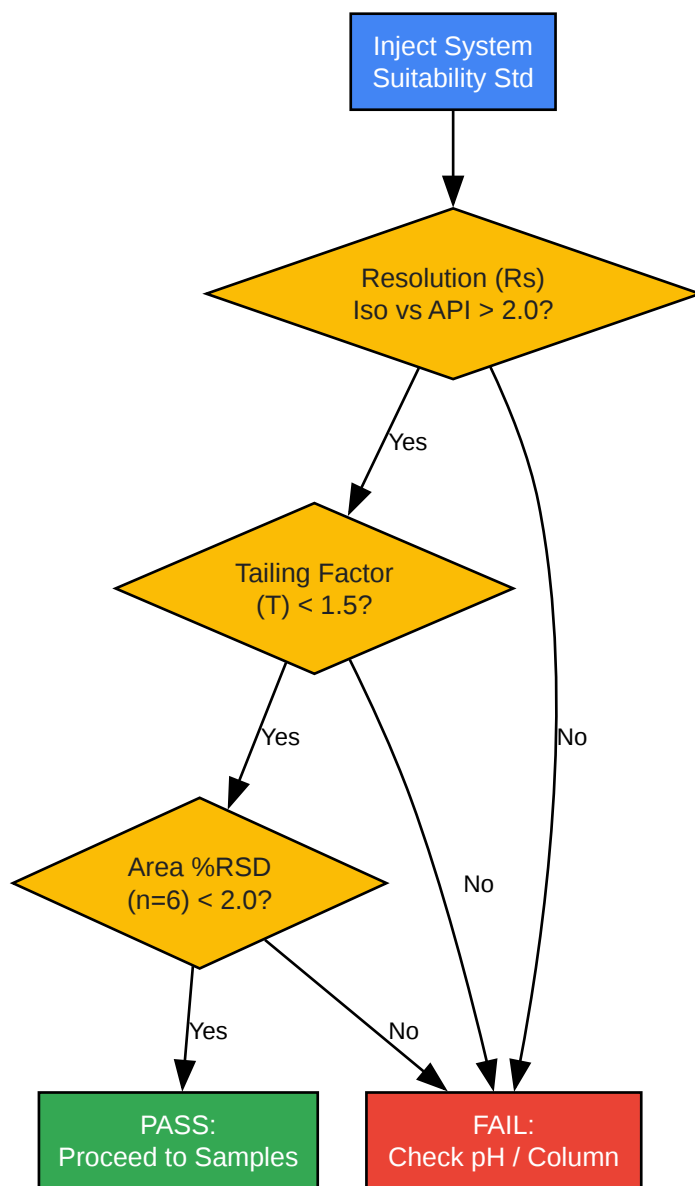 Inject System
Suitability Std
Resolution (Rs)
Iso vs API > 2.0?
Yes
Tailing Factor
(T) < 1.5?
Yes
No
Area %RSD
(n=6) < 2.0?
No
Yes
No
PASS:
Proceed to Samples
FAIL:
Check pH / Column